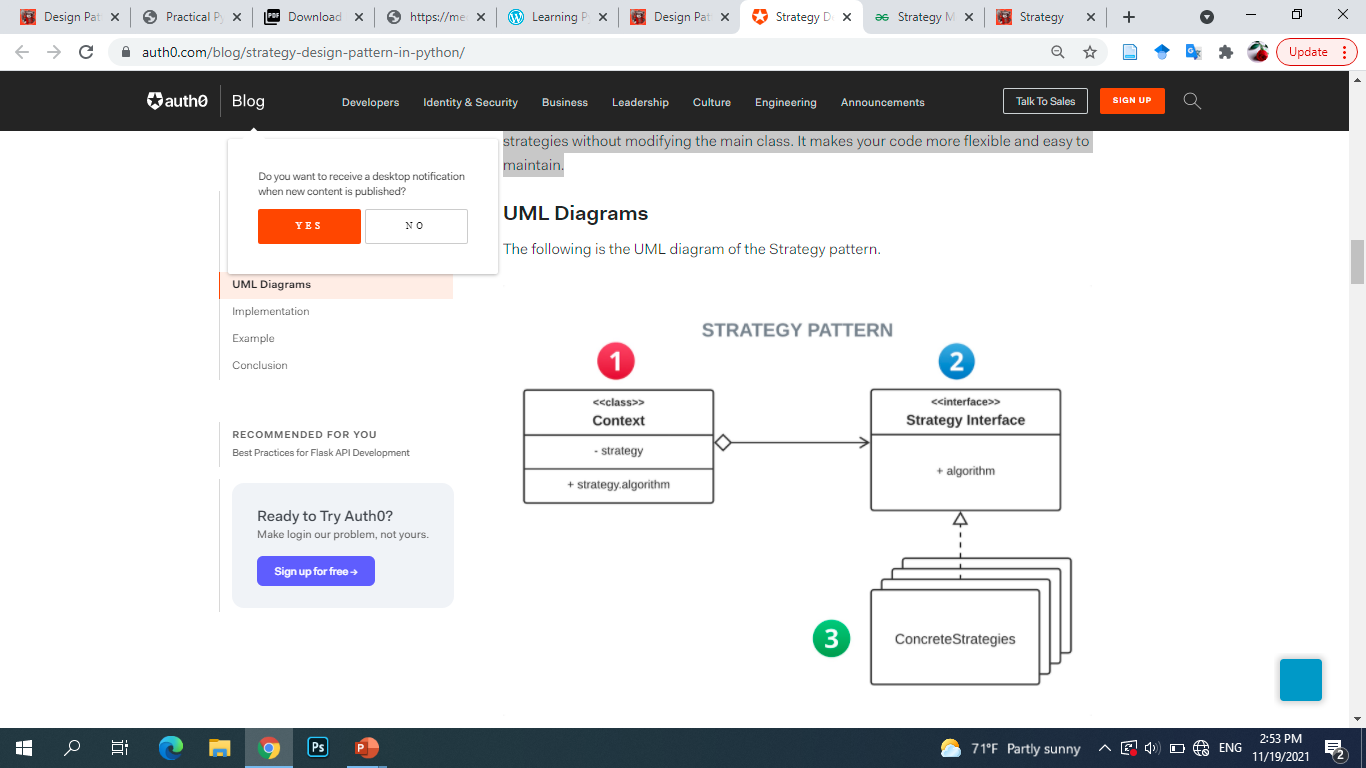 Design Pat
Practical Py
PDF
Download
https://me
Learning P
Design Pat
Strategy D
Strategy M
Strategy
auth0.com/blog/strategy-design-pattern-in-python/
Update
auth0
Blog
Developers
Identity & Security
Business
Leadership
Culture
Engineering
Announcements
Talk To Sales
SIGN UP
Do you want to receive a desktop notification
when new content is published?
YES
NO
strategies without modifying the main class. It makes your code more flexible and easy to
maintain.
UML Diagrams
The following is the UML diagram of the Strategy pattern.
UML Diagrams
Implementation
Example
Conclusion
RECOMMENDED FOR YOU
Best Practices for Flask API Development
Ready to Try Auth0?
Make login our problem, not yours.
Sign up for free →
STRATEGY PATTERN
1
2
<<class>>
Context
- strategy
+ strategy.algorithm
<<interface>>
Strategy Interface
+ algorithm
3
ConcreteStrategies
Ps
P
71°F Partly sunny
ENG
2:53 PM
11/19/2021
2